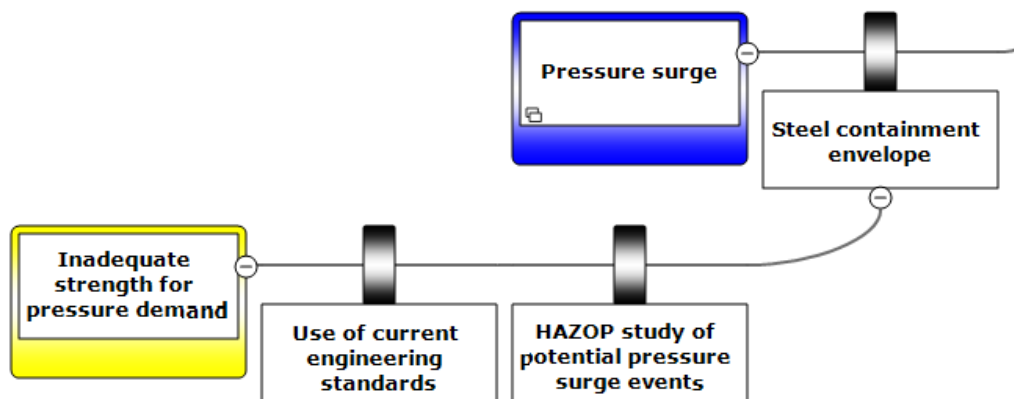 Pressure surge
Steel containment
envelope
Inadequate
strength for
pressure demand
Use of current
engineering
standards
HAZOP study of
potential pressure
surge events